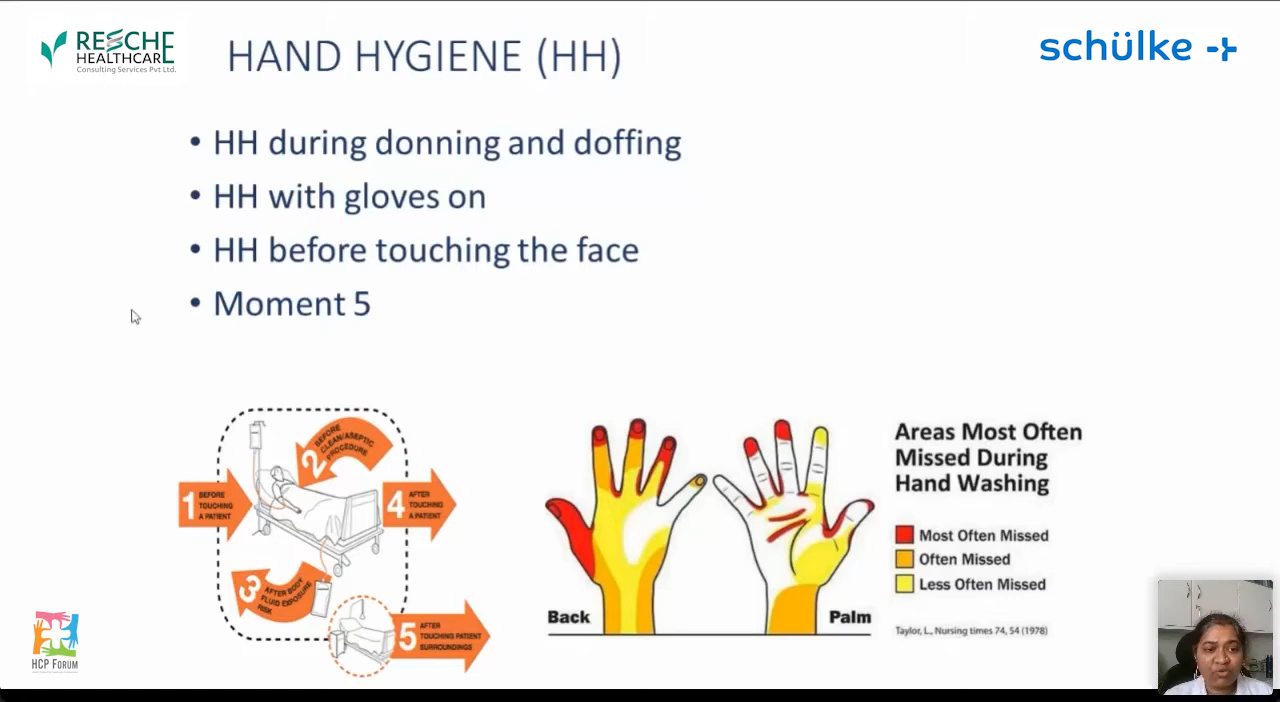 RESCHE
HEALTHCARE
Consulting Services Pvt Ltd.
HAND HYGIENE (HH)
schülke
• HH during donning and doffing
• HH with gloves on
• HH before touching the face
• Moment 5
1 BEFORE
TOUCHING
A PATIENT
2 BEFORE
CLEAN/ASEPTIC
PROCEDURE
3 AFTER BODY
FLUID EXPOSURE
RISK
4 AFTER
TOUCHING
A PATIENT
5 AFTER
TOUCHING PATIENT
SURROUNDINGS
Back
Palm
Areas Most Often
Missed During
Hand Washing
Most Often Missed
Often Missed
Less Often Missed
Taylor, L., Nursing times 74, 54 (1978)
HCP FORUM